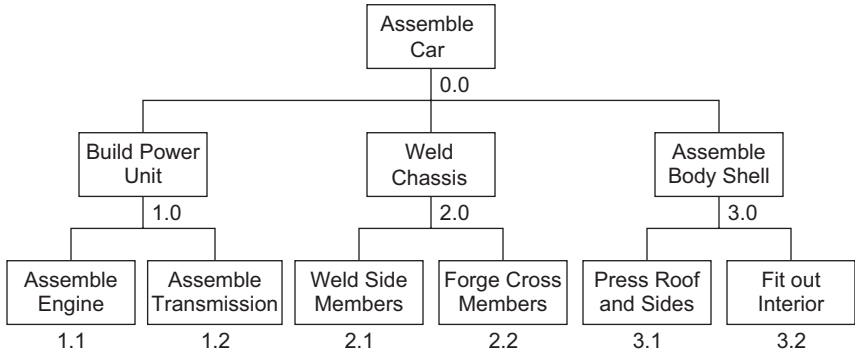 Assemble
Car
0.0
Build Power
Unit
Weld
Chassis
Assemble
Body Shell
1.0
2.0
3.0
Assemble
Engine
Assemble
Transmission
Weld Side
Members
Forge Cross
Members
Press Roof
and Sides
Fit out
Interior
1.1
1.2
2.1
2.2
3.1
3.2